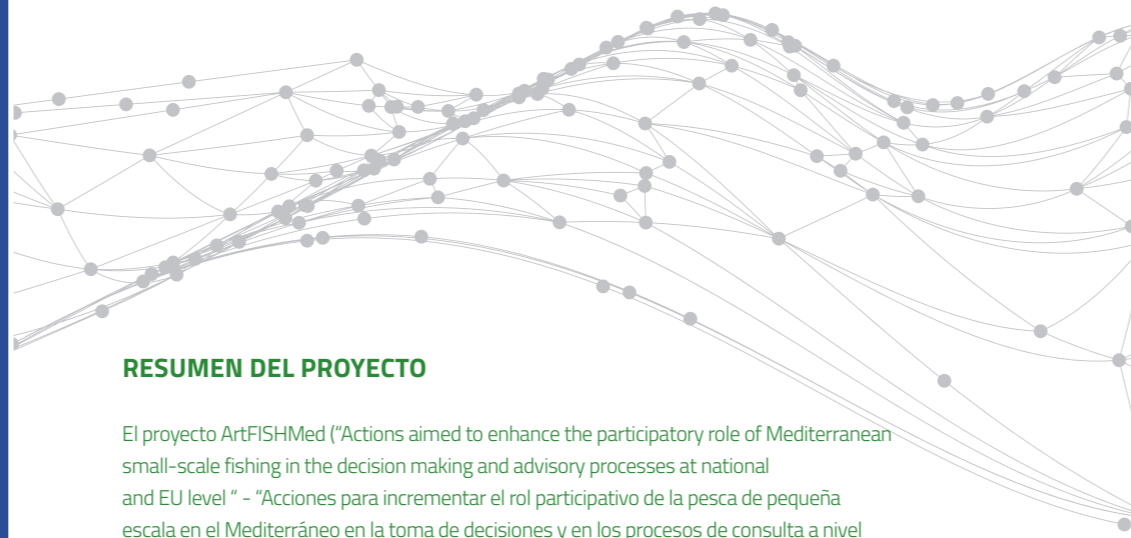 RESUMEN DEL PROYECTO
El proyecto ArtFISHMed (“Actions aimed to enhance the participatory role of Mediterranean
small-scale fishing in the decision making and advisory processes at national
and EU level “ - “Acciones para incrementar el rol participativo de la pesca de pequeña
escala en el Mediterráneo en la toma de decisiones y en los procesos de consulta a nivel